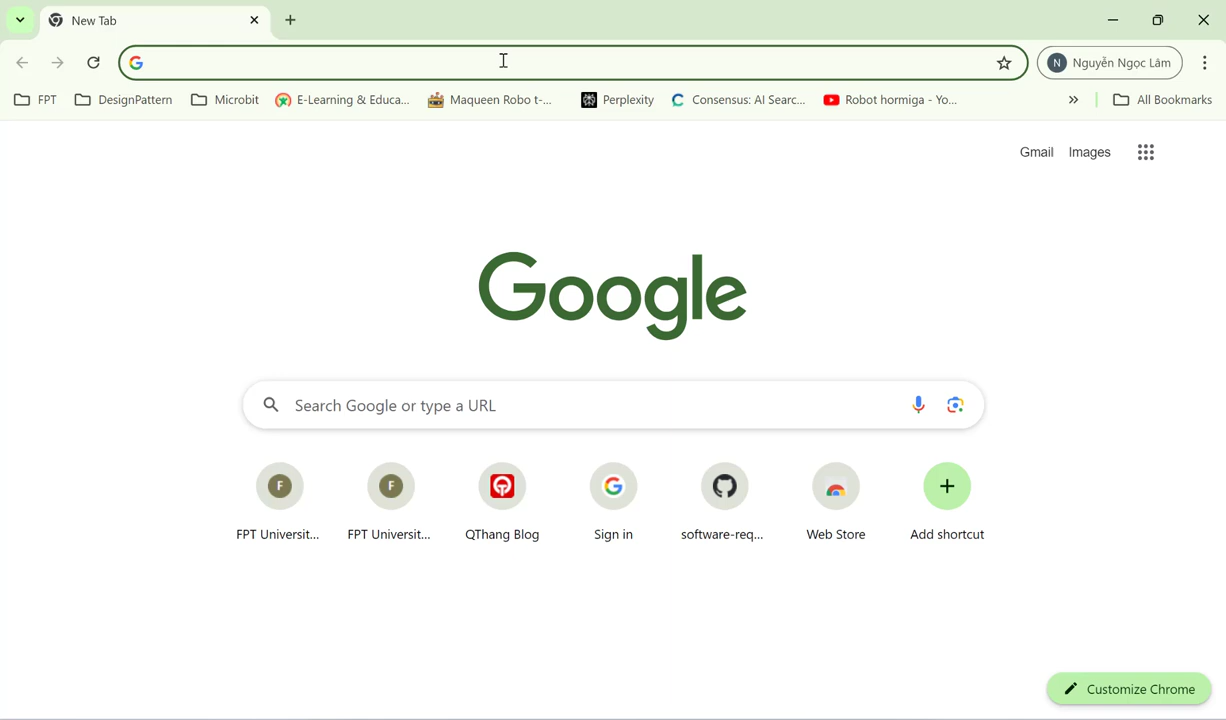 New Tab
Nguyễn Ngọc Lâm
FPT DesignPattern Microbit E-Learning & Educa... Maqueen Robo t-... Perplexity Consensus: AI Searc... Robot hormiga - Yo... » All Bookmarks
Gmail Images
Google
Search Google or type a URL
FPT Universit... FPT Universit... QThang Blog Sign in software-req... Web Store Add shortcut
Customize Chrome